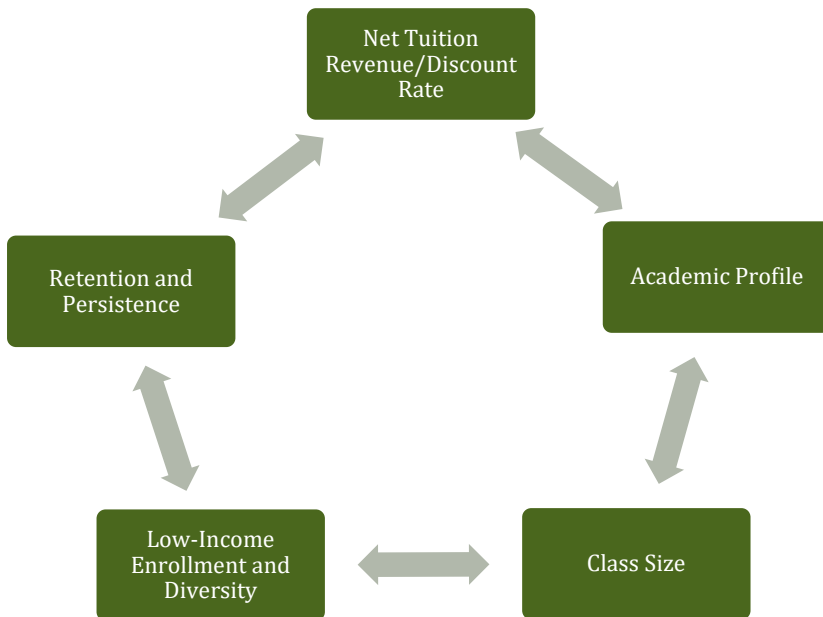 Net Tuition
Revenue/Discount
Rate
Retention and
Persistence
Academic Profile
Low-Income
Enrollment and
Diversity
Class Size